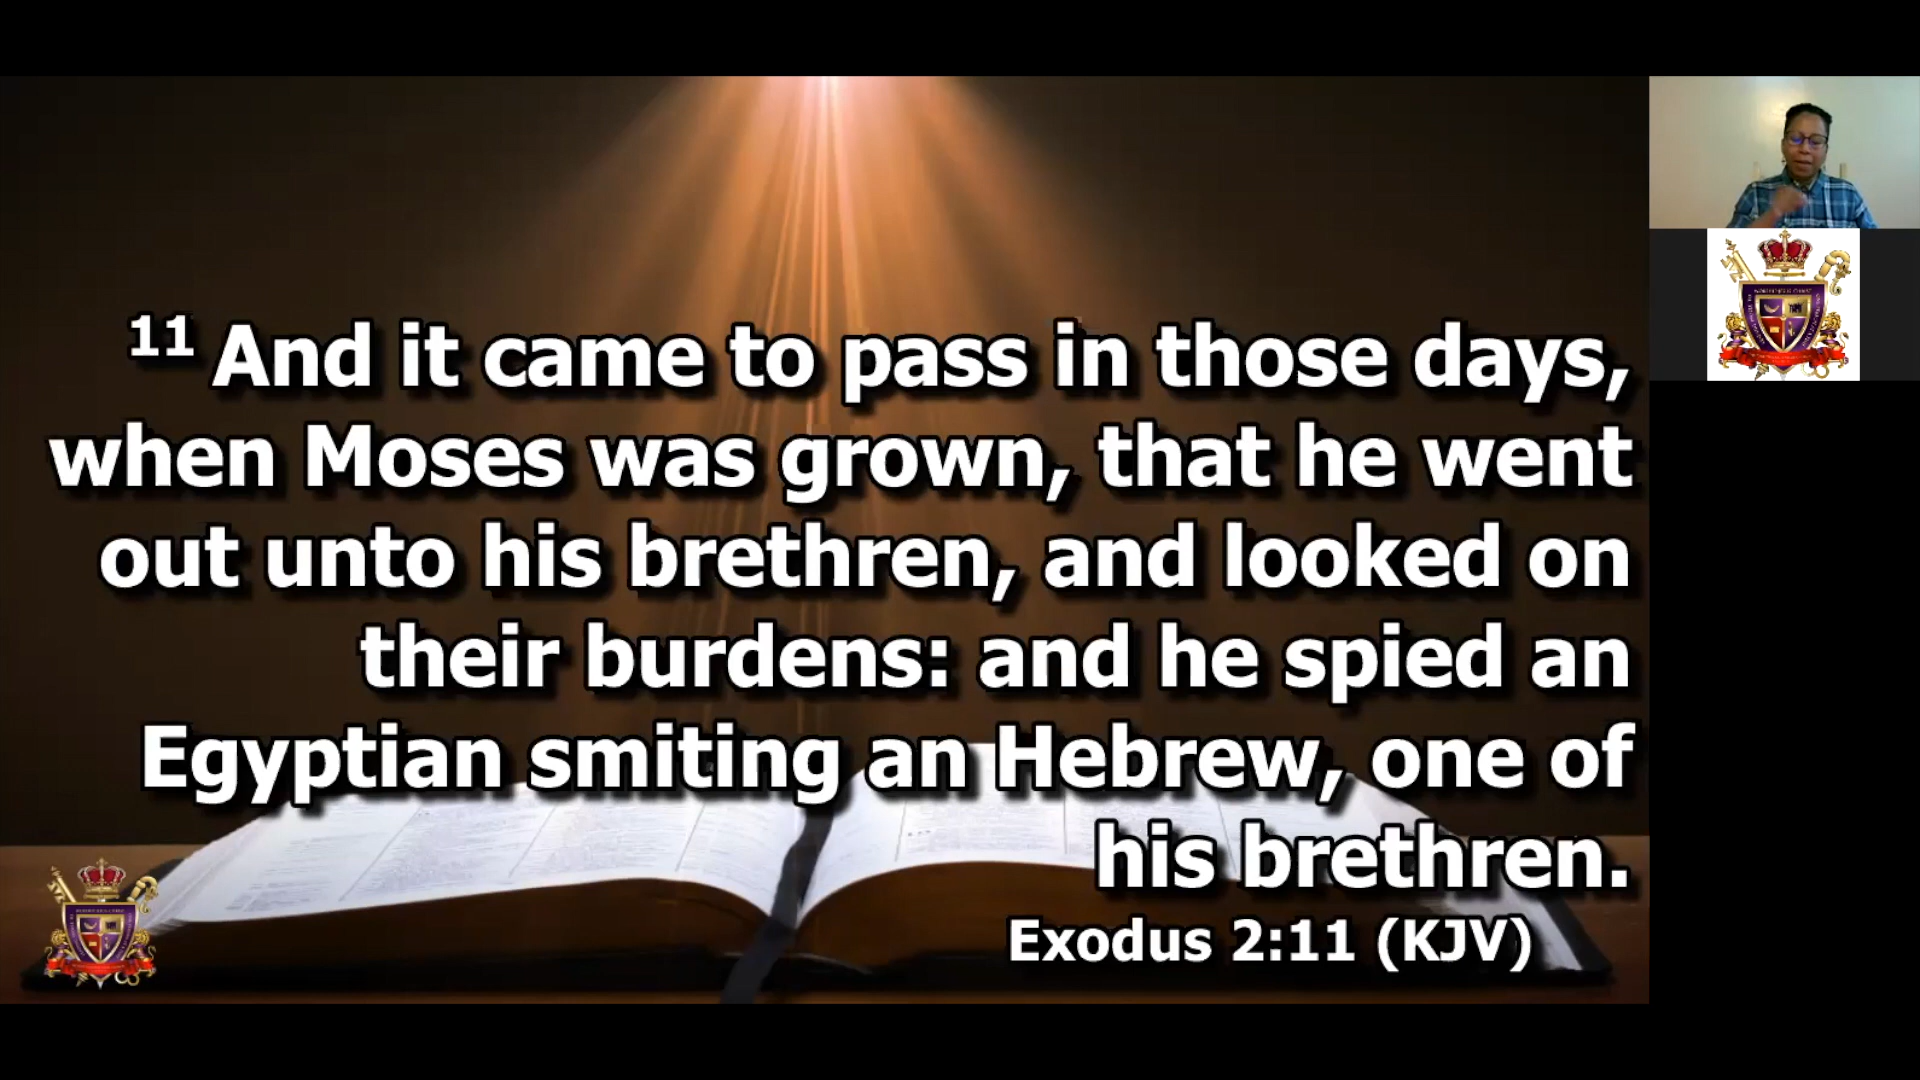 11 And it came to pass in those days,
when Moses was grown, that he went
out unto his brethren, and looked on
their burdens: and he spied an
Egyptian smiting an Hebrew, one of
his brethren.
Exodus 2:11 (KJV)